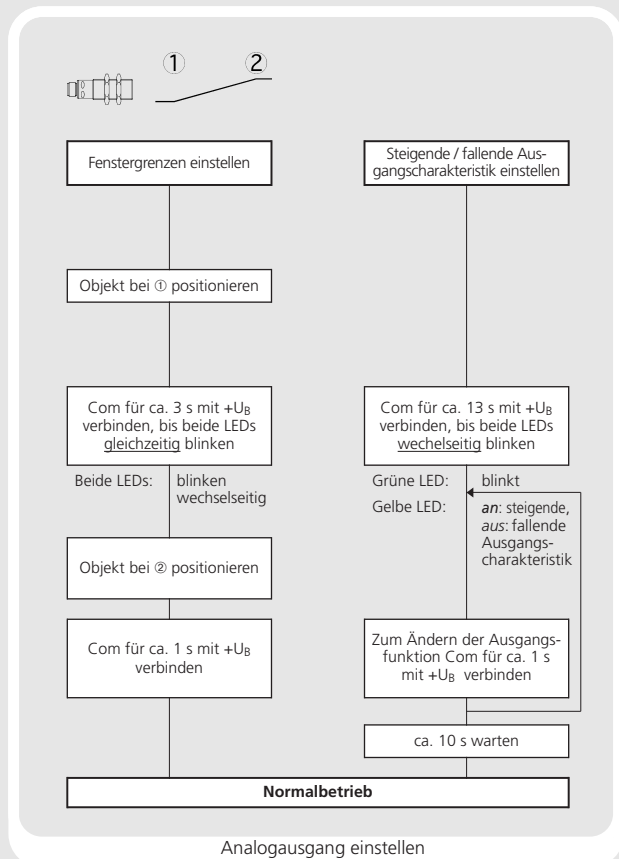 ① ②
Fenstergrenzen einstellen
Objekt bei ① positionieren
Com für ca. 3 s mit +UB
verbinden, bis beide LEDs
gleichzeitig blinken
Beide LEDs: blinken
wechselseitig
Objekt bei ② positionieren
Com für ca. 1 s mit +UB
verbinden
Steigende / fallende Aus-
gangscharakteristik einstellen
Com für ca. 13 s mit +UB
verbinden, bis beide LEDs
wechelseitig blinken
Grüne LED: blinkt
Gelbe LED: an: steigende,
aus: fallende
Ausgangs-
charakteristik
Zum Ändern der Ausgangs-
funktion Com für ca. 1 s
mit +UB verbinden
ca. 10 s warten
Normalbetrieb
Analogausgang einstellen